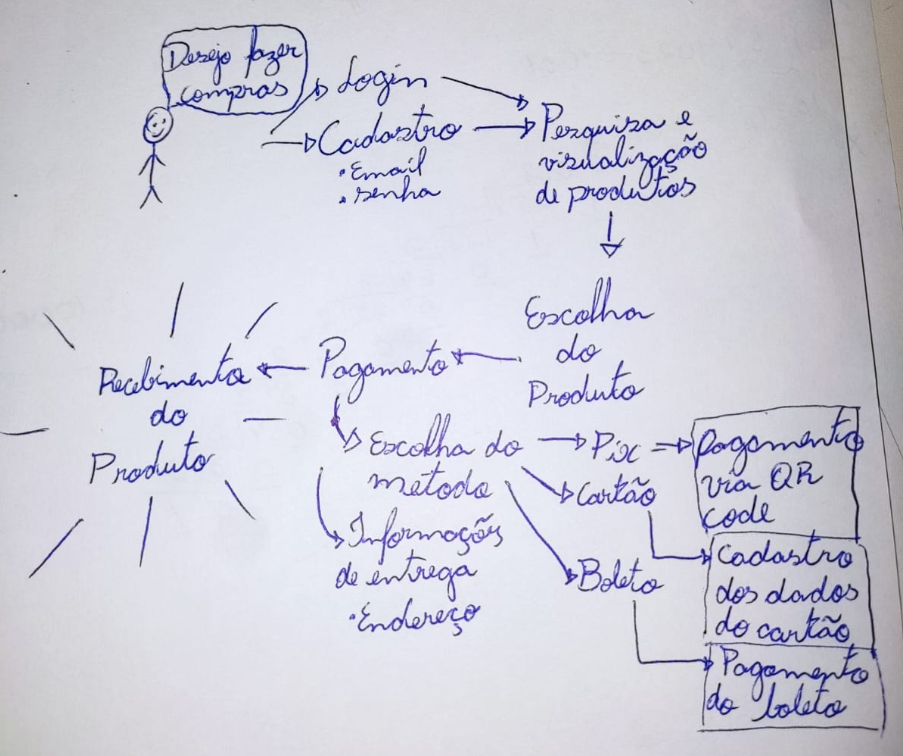 Desejo fazer
compras
Login
Cadastro
• Email
• senha
Pesquisa e
visualização
de produtos
Escolha
do
Produto
Pagamento
Recebimento
do
Produto
Escolha do
metodo
Informações
de entrega
• Endereço
Pix
Cartão
Boleto
pagamento
via QR
code
Cadastro
dos dados
do cartão
Pagamento
do boleto